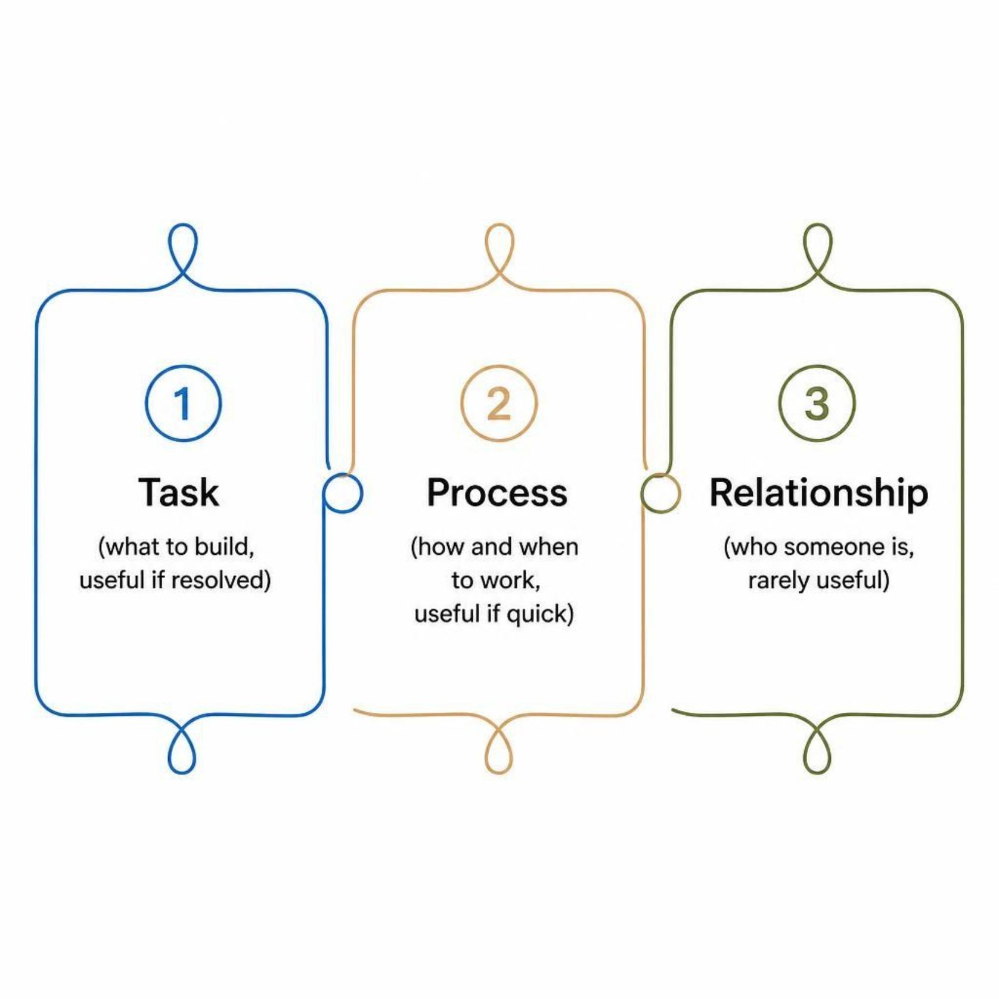 1
Task
(what to build,
useful if resolved)
2
Process
(how and when
to work,
useful if quick)
3
Relationship
(who someone is,
rarely useful)